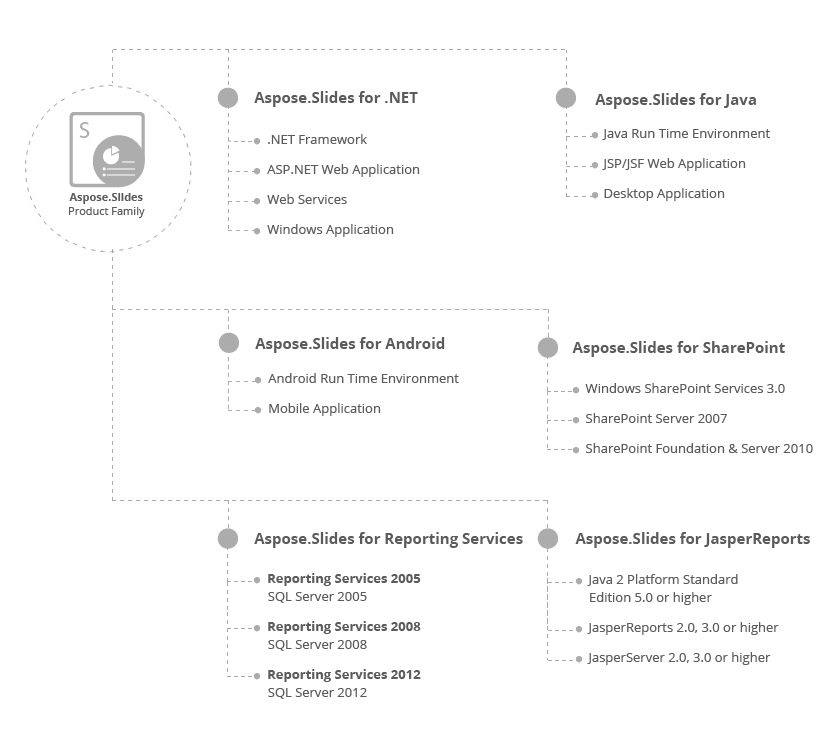 S
Aspose.Slides
Product Family
Aspose.Slides for .NET
.NET Framework
ASP.NET Web Application
Web Services
Windows Application
Aspose.Slides for Java
Java Run Time Environment
JSP/JSF Web Application
Desktop Application
Aspose.Slides for Android
Android Run Time Environment
Mobile Application
Aspose.Slides for SharePoint
Windows SharePoint Services 3.0
SharePoint Server 2007
SharePoint Foundation & Server 2010
Aspose.Slides for Reporting Services
Reporting Services 2005
SQL Server 2005
Reporting Services 2008
SQL Server 2008
Reporting Services 2012
SQL Server 2012
Aspose.Slides for JasperReports
Java 2 Platform Standard
Edition 5.0 or higher
JasperReports 2.0, 3.0 or higher
JasperServer 2.0, 3.0 or higher